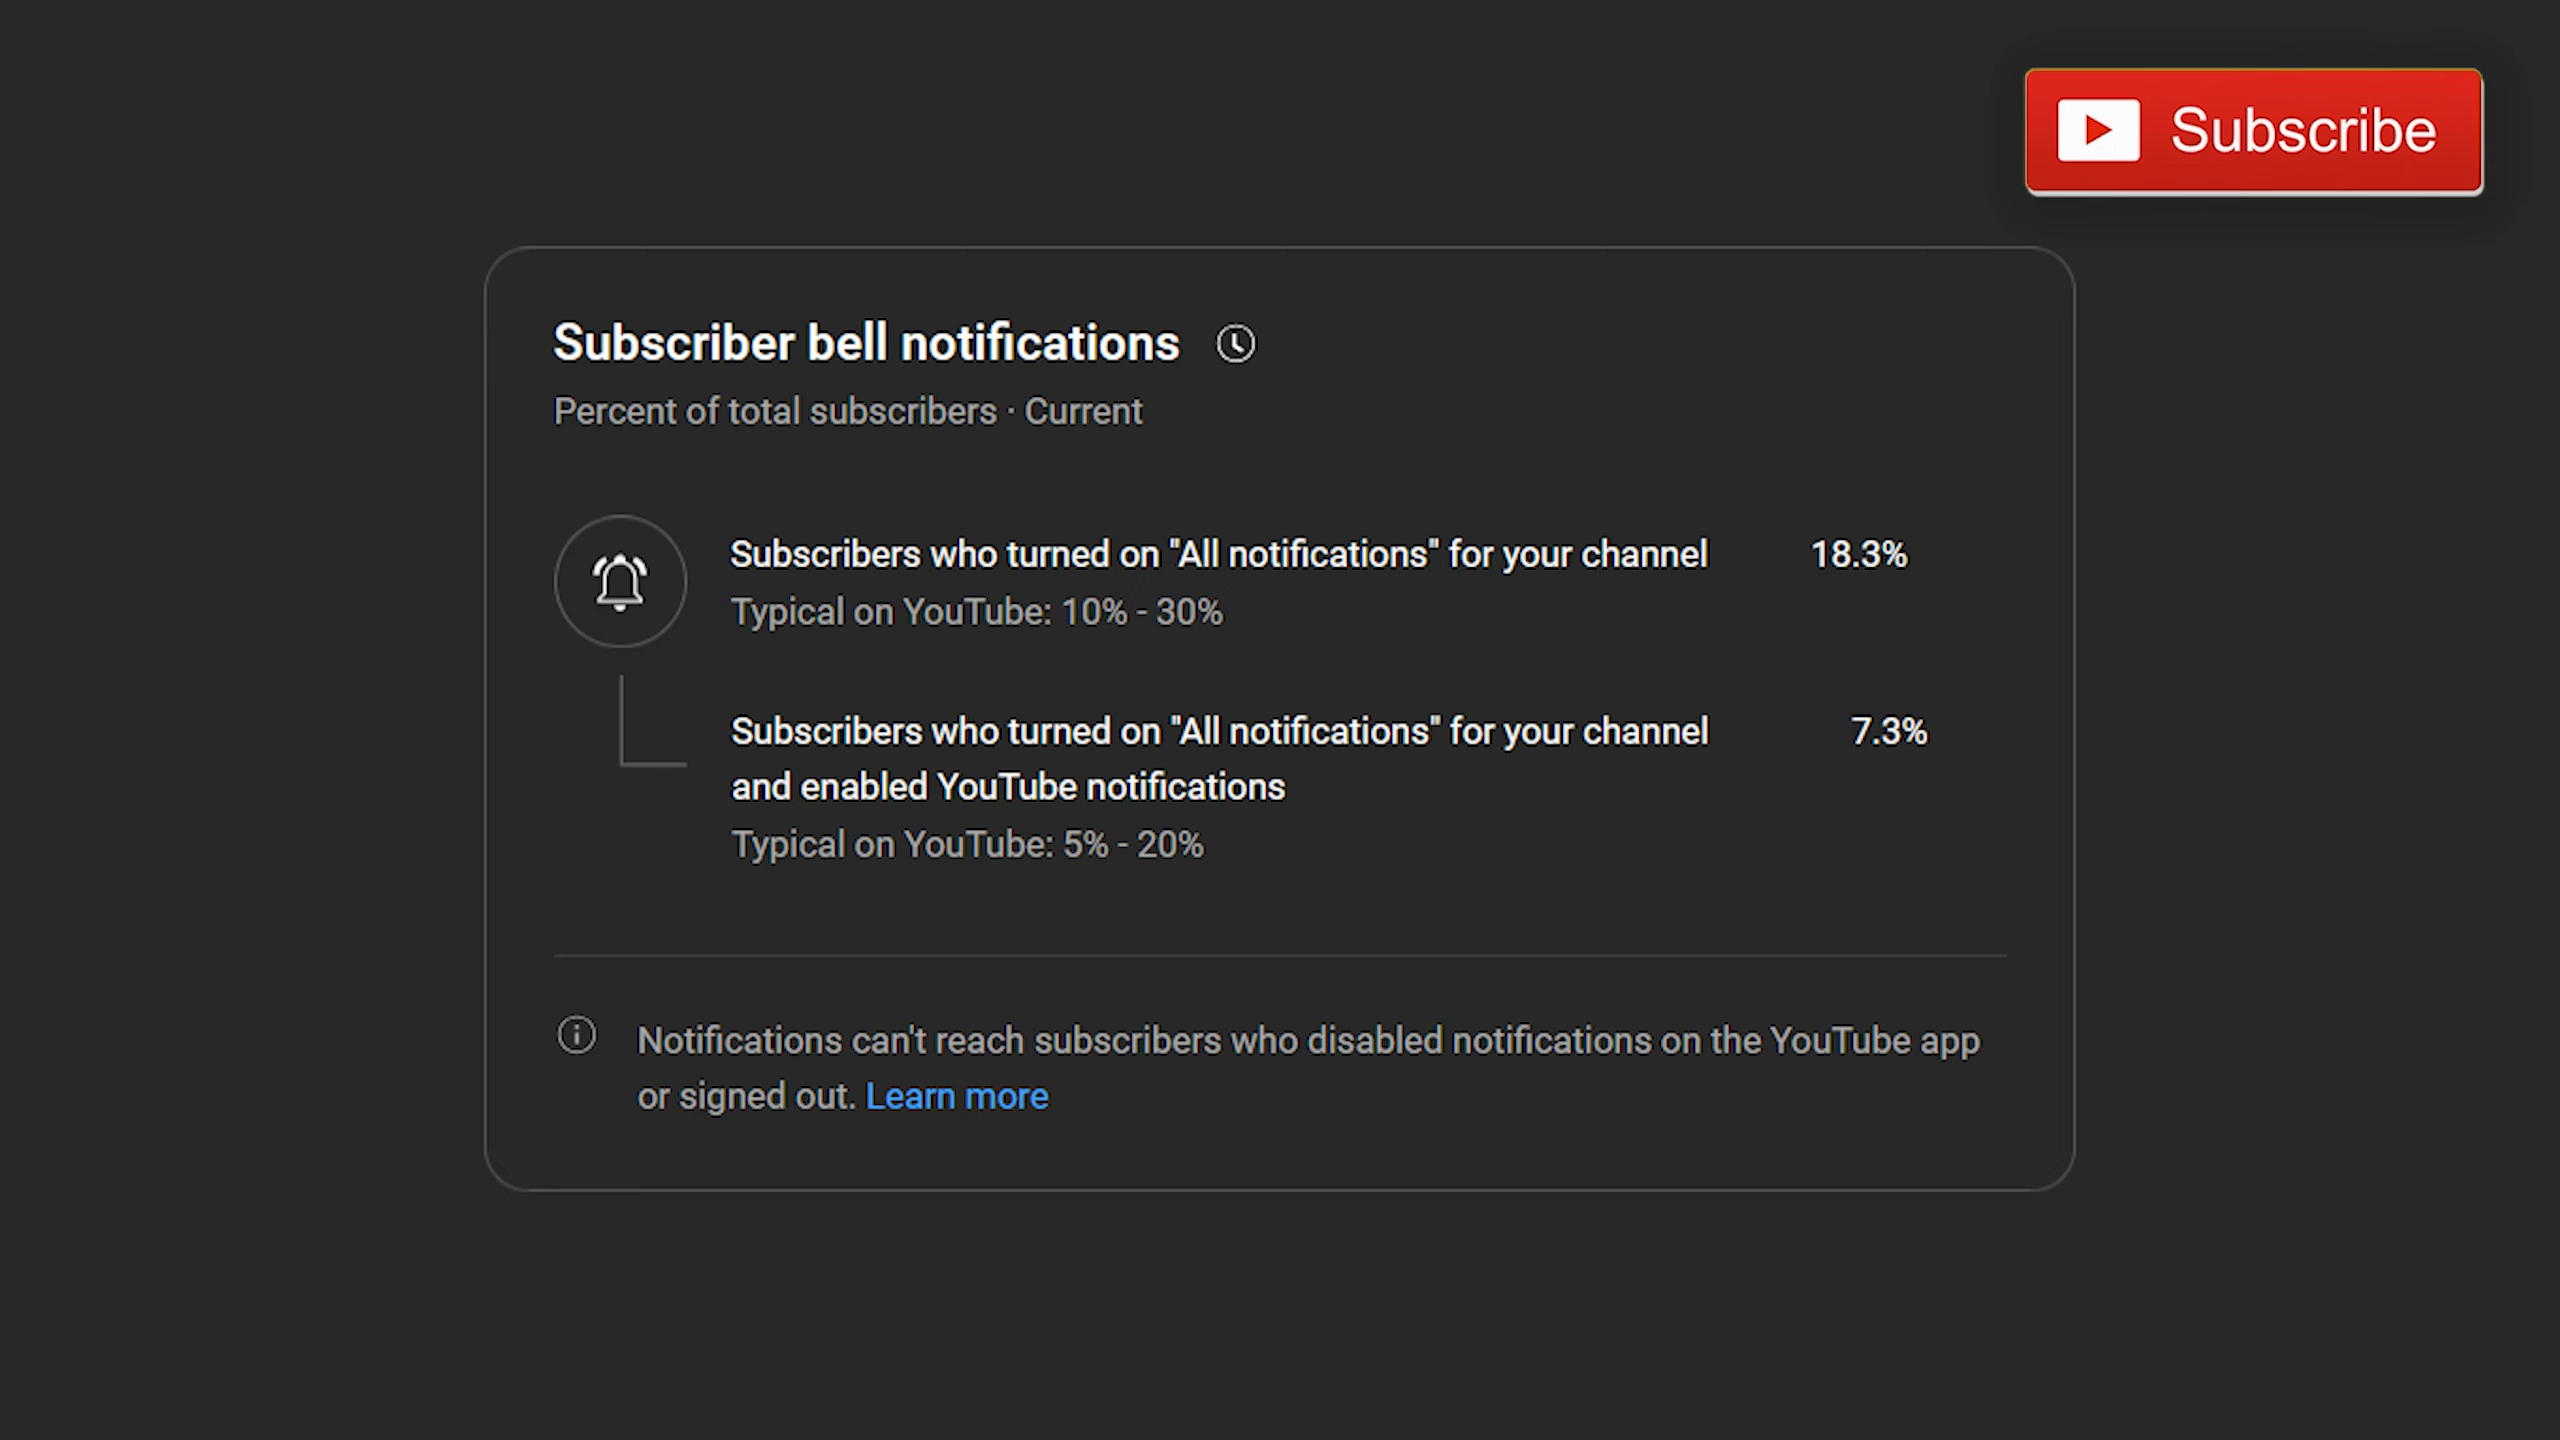 Subscribe
Subscriber bell notifications
Percent of total subscribers · Current
Subscribers who turned on "All notifications" for your channel 18.3%
Typical on YouTube: 10% - 30%
Subscribers who turned on "All notifications" for your channel 7.3%
and enabled YouTube notifications
Typical on YouTube: 5% - 20%
Notifications can't reach subscribers who disabled notifications on the YouTube app
or signed out. Learn more